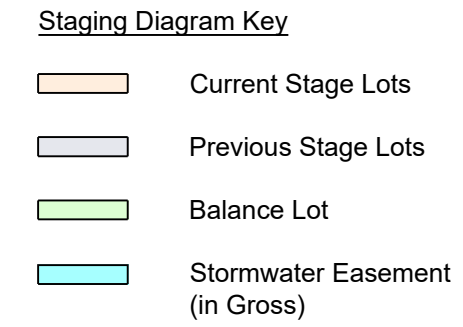 Staging Diagram Key
Current Stage Lots
Previous Stage Lots
Balance Lot
Stormwater Easement
(in Gross)